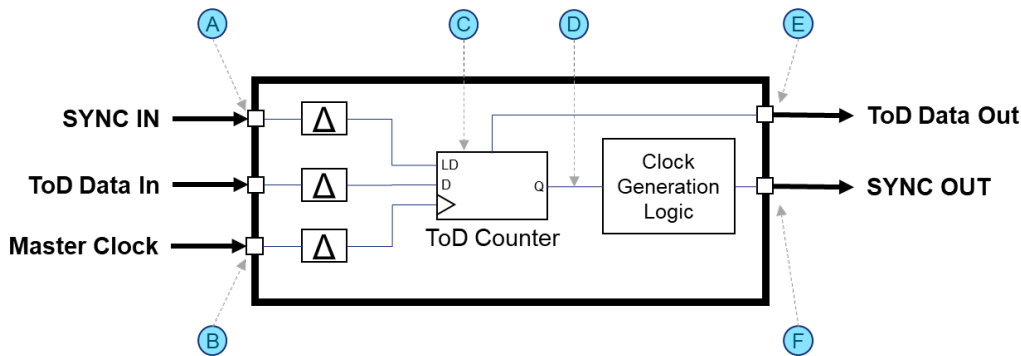 A
C
D
E
SYNC IN
Δ
ToD Data Out
ToD Data In
Δ
LD
D
Q
Clock
Generation
Logic
SYNC OUT
Master Clock
Δ
ToD Counter
B
F